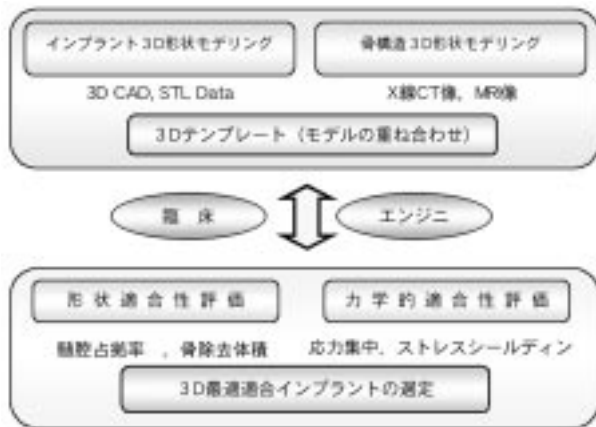 インプラント3D形状モデリング
骨構造3D形状モデリング
3D CAD, STL Data
X線CT像，MR像
3Dテンプレート（モデルの重ね合わせ）
臨 床
エンジニ
形 状 適 合 性 評 価
力 学 的 適 合 性 評 価
髄腔占拠率 ，骨除去体積
応力集中，ストレスシールディン
3D最適適合インプラントの選定